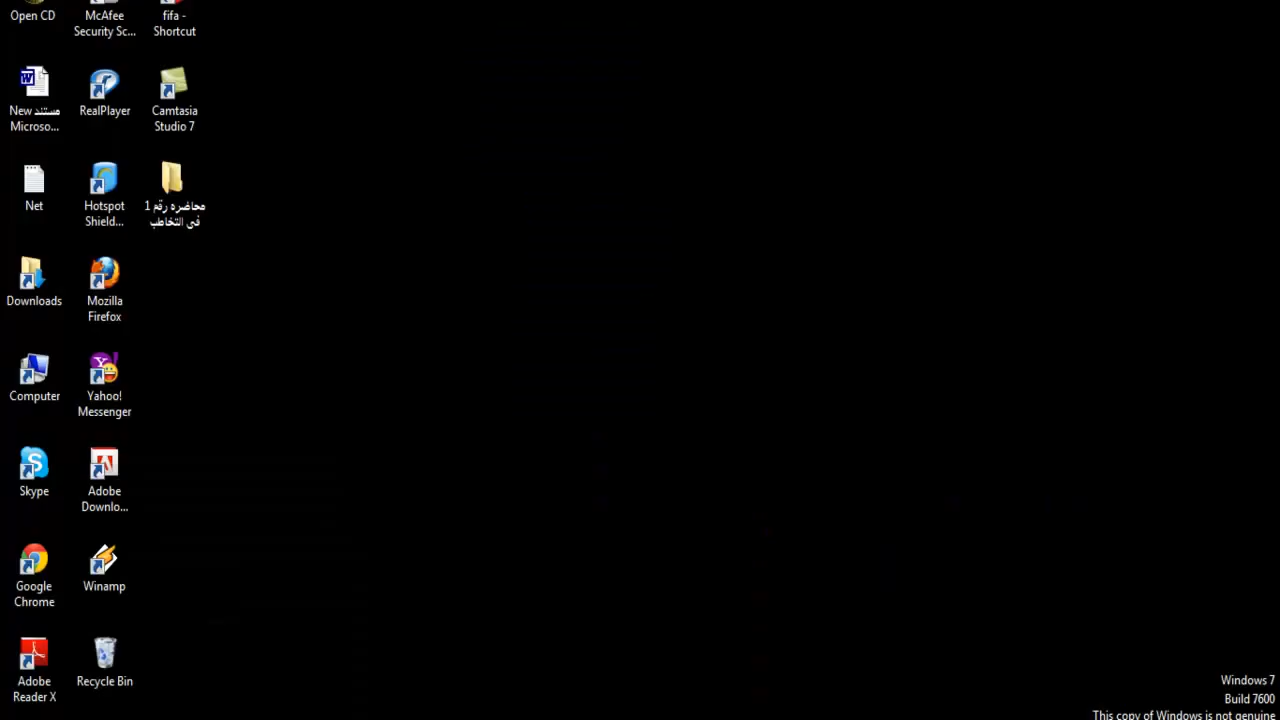 Open CD
McAfee
Security Sc...
fifa -
Shortcut
New مستند
Microso...
RealPlayer
Camtasia
Studio 7
Net
Hotspot
Shield...
محاضره رقم 1
فى التخاطب
Downloads
Mozilla
Firefox
Computer
Yahoo!
Messenger
Skype
Adobe
Downlo...
Google
Chrome
Winamp
Adobe
Reader X
Recycle Bin
Windows 7
Build 7600
This copy of Windows is not genuine